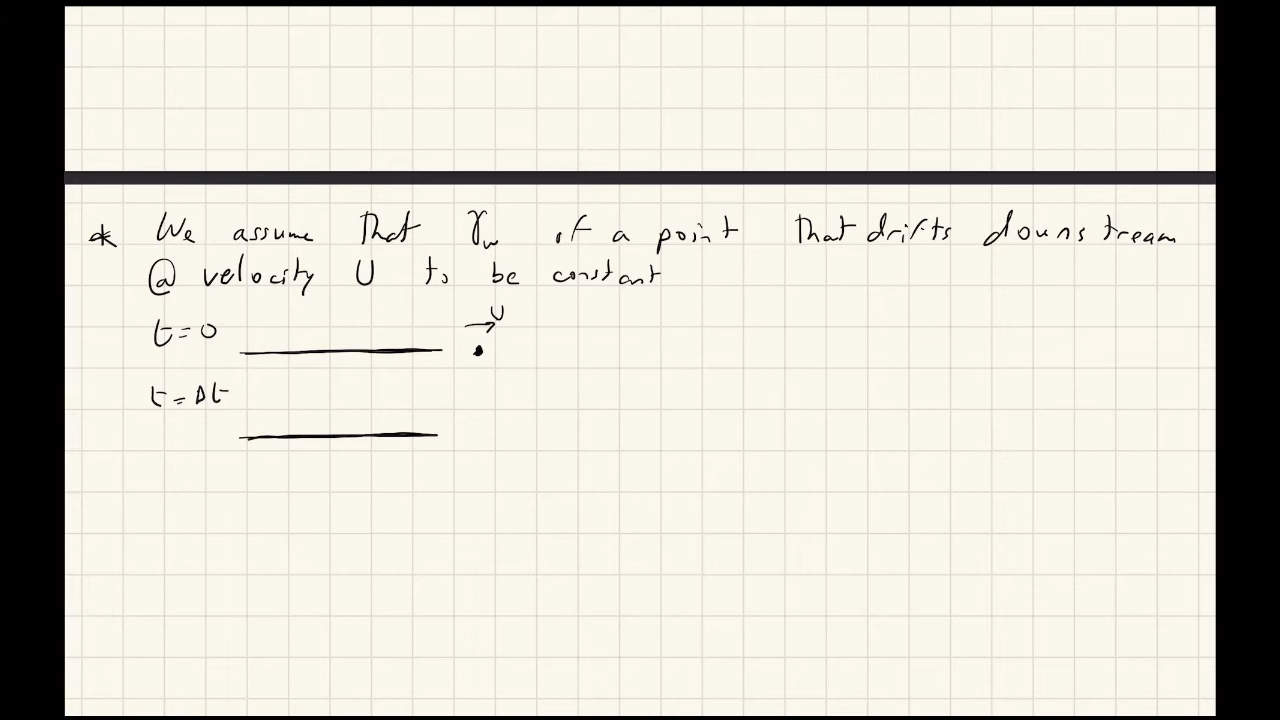 * We assume that γw of a point that drifts downstream
@ velocity U to be constant
t=0
U
t=Δt